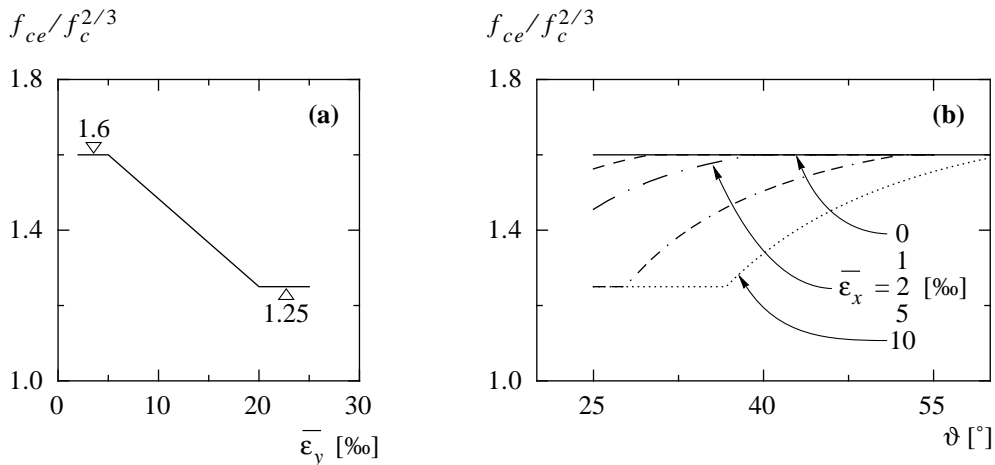 f_ce / f_c^2/3
1.8
1.4
1.0
(a)
1.6
1.25
0 10 20 30
ε̅_y [‰]
f_ce / f_c^2/3
1.8
1.4
1.0
(b)
0
1
ε̅_x = 2 [‰]
5
10
25 40 55
ϑ [°]